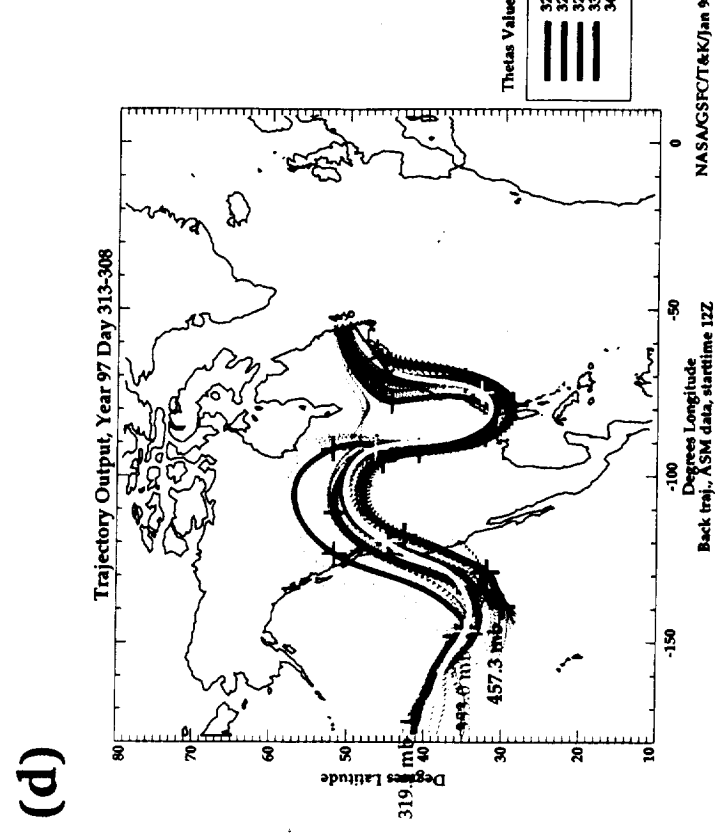 (d)
Trajectory Output, Year 97 Day 313-308
Degrees Latitude
80
70
60
50
40
30
20
10
319. mb
457.3 mb
-150
-100
-50
0
Degrees Longitude
Back traj., ASM data, starttime 12Z
Thetas Value
NASA/GSFC/T&K/Jan 9